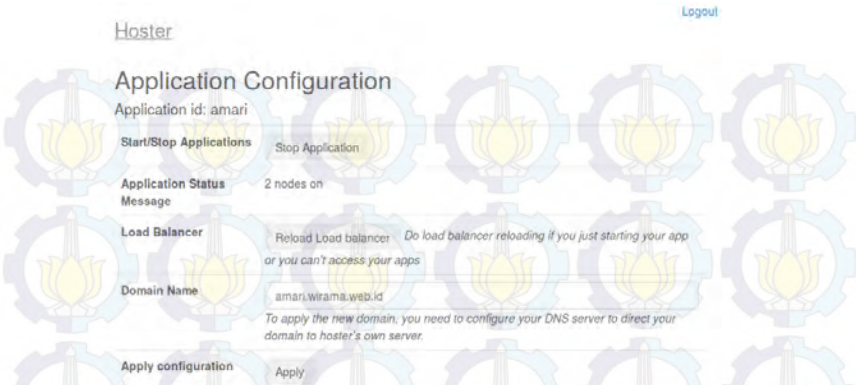 Logout
Hoster
Application Configuration
Application id: amari
Start/Stop Applications Stop Application
Application Status Message 2 nodes on
Load Balancer Reload Load balancer Do load balancer reloading if you just starting your app
or you can't access your apps
Domain Name amari.wirama.web.id
To apply the new domain, you need to configure your DNS server to direct your
domain to hoster's own server.
Apply configuration Apply